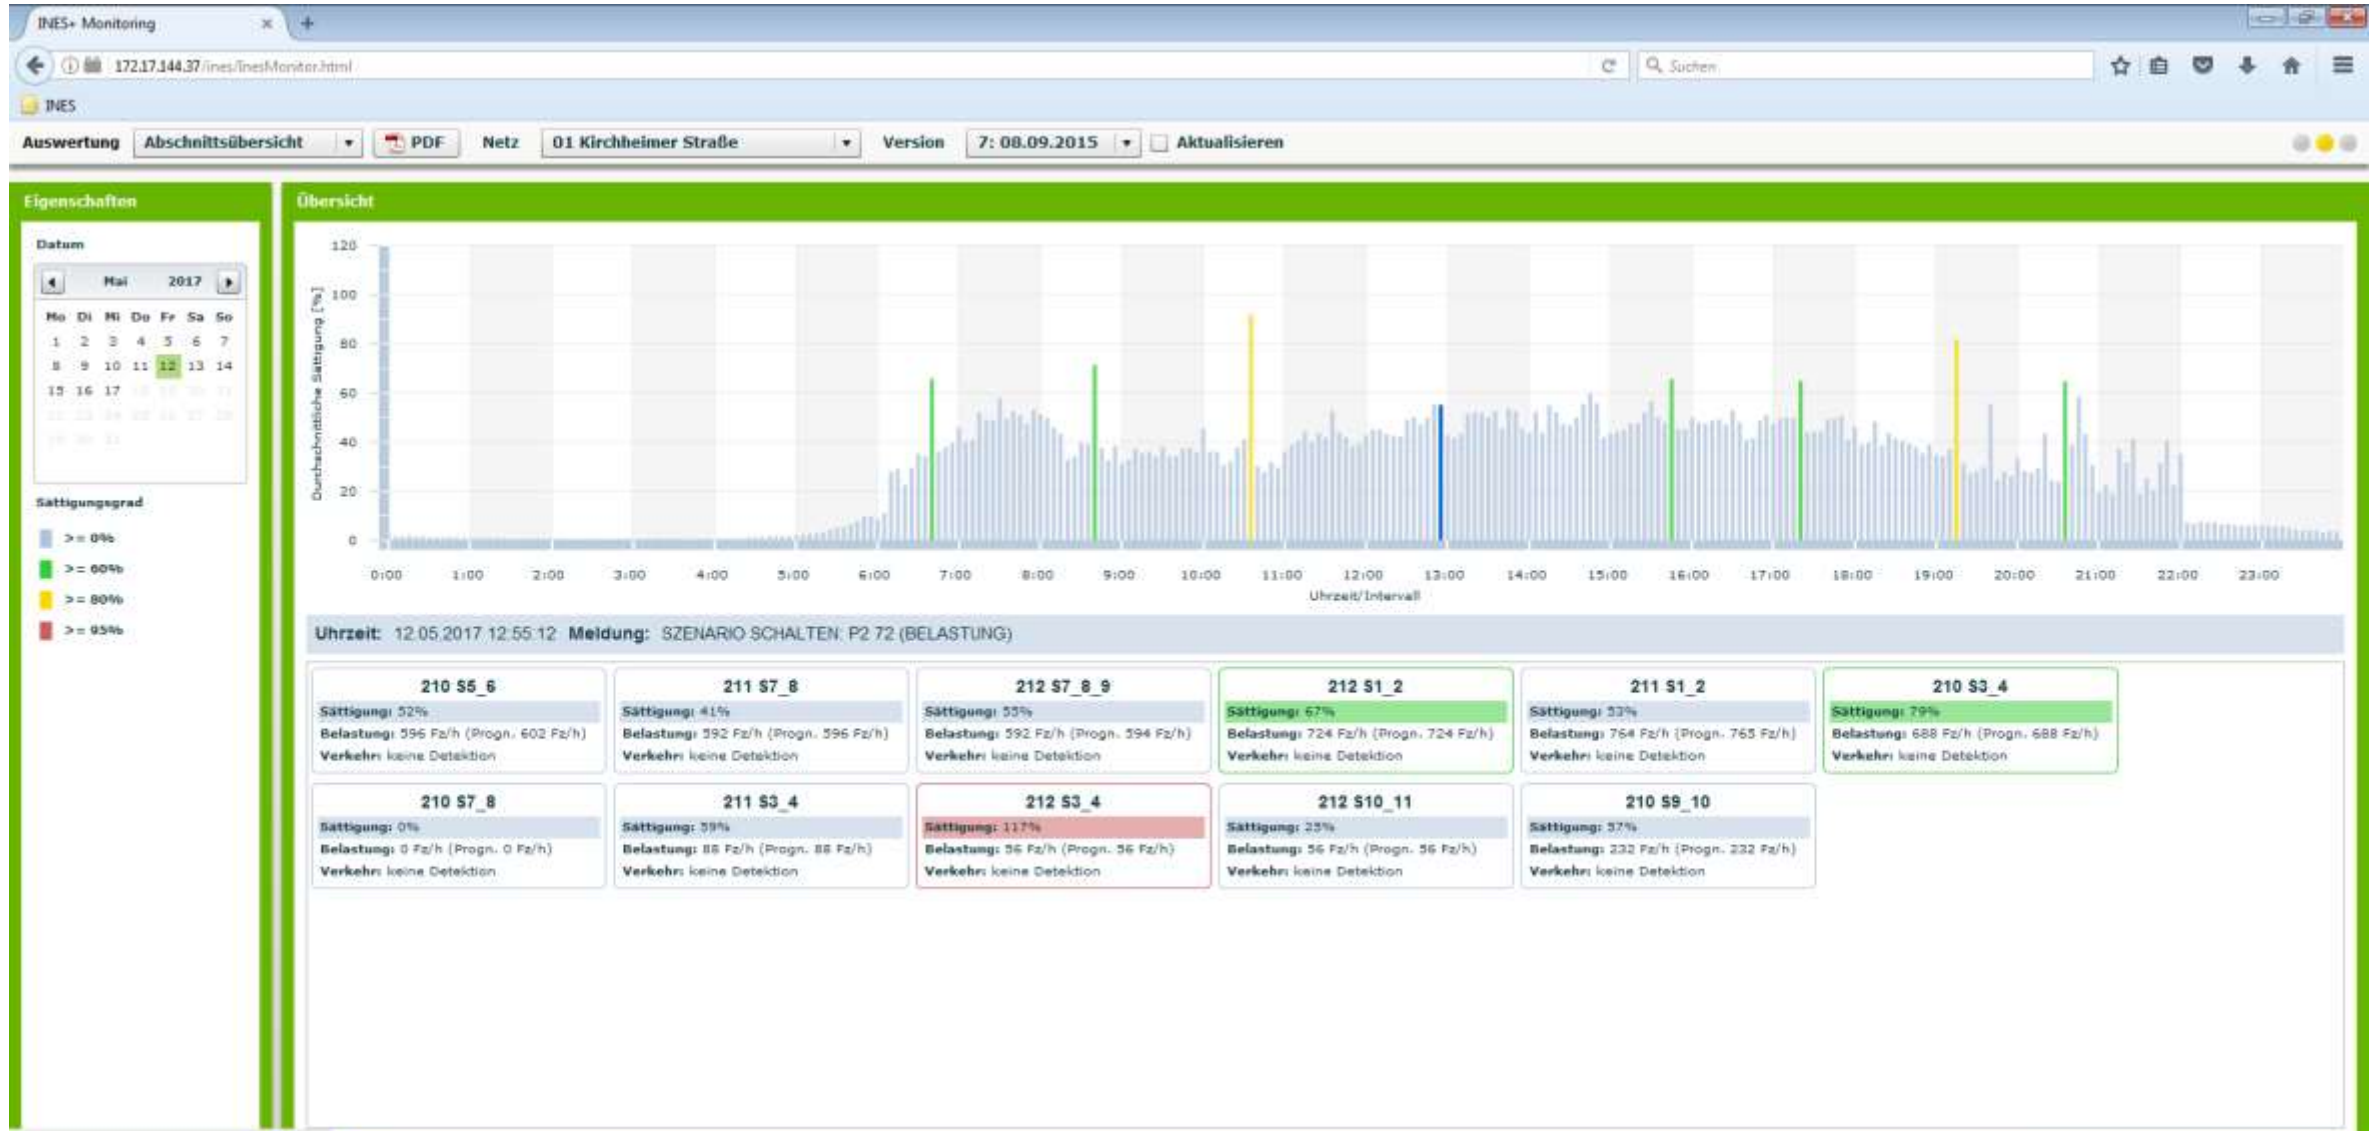 INES+ Monitoring
172.17.144.37/ines/InesMonitor.html
Suchen
INES
Auswertung Abschnittsübersicht PDF Netz 01 Kirchheimer Straße Version 7: 08.09.2015 Aktualisieren
Eigenschaften
Datum
Mai 2017
Mo Di Mi Do Fr Sa So
1 2 3 4 5 6 7
8 9 10 11 12 13 14
15 16 17
Sättigungsgrad
>= 0%
>= 60%
>= 80%
>= 95%
Übersicht
Durchschnittliche Sättigung [%]
120
100
80
60
40
20
0
0:00 1:00 2:00 3:00 4:00 5:00 6:00 7:00 8:00 9:00 10:00 11:00 12:00 13:00 14:00 15:00 16:00 17:00 18:00 19:00 20:00 21:00 22:00 23:00
Uhrzeit/Intervall
Uhrzeit: 12.05.2017 12:55:12 Meldung: SZENARIO SCHALTEN: P2 72 (BELASTUNG)
210 S5_6
Sättigung: 52%
Belastung: 596 Fz/h (Progn. 602 Fz/h)
Verkehr: keine Detektion
211 S7_8
Sättigung: 41%
Belastung: 592 Fz/h (Progn. 596 Fz/h)
Verkehr: keine Detektion
212 S7_8_9
Sättigung: 55%
Belastung: 592 Fz/h (Progn. 594 Fz/h)
Verkehr: keine Detektion
212 S1_2
Sättigung: 67%
Belastung: 724 Fz/h (Progn. 724 Fz/h)
Verkehr: keine Detektion
211 S1_2
Sättigung: 53%
Belastung: 764 Fz/h (Progn. 765 Fz/h)
Verkehr: keine Detektion
210 S3_4
Sättigung: 79%
Belastung: 688 Fz/h (Progn. 688 Fz/h)
Verkehr: keine Detektion
210 S7_8
Sättigung: 0%
Belastung: 0 Fz/h (Progn. 0 Fz/h)
Verkehr: keine Detektion
211 S3_4
Sättigung: 59%
Belastung: 88 Fz/h (Progn. 88 Fz/h)
Verkehr: keine Detektion
212 S3_4
Sättigung: 117%
Belastung: 56 Fz/h (Progn. 56 Fz/h)
Verkehr: keine Detektion
212 S10_11
Sättigung: 25%
Belastung: 56 Fz/h (Progn. 56 Fz/h)
Verkehr: keine Detektion
210 S9_10
Sättigung: 57%
Belastung: 232 Fz/h (Progn. 232 Fz/h)
Verkehr: keine Detektion